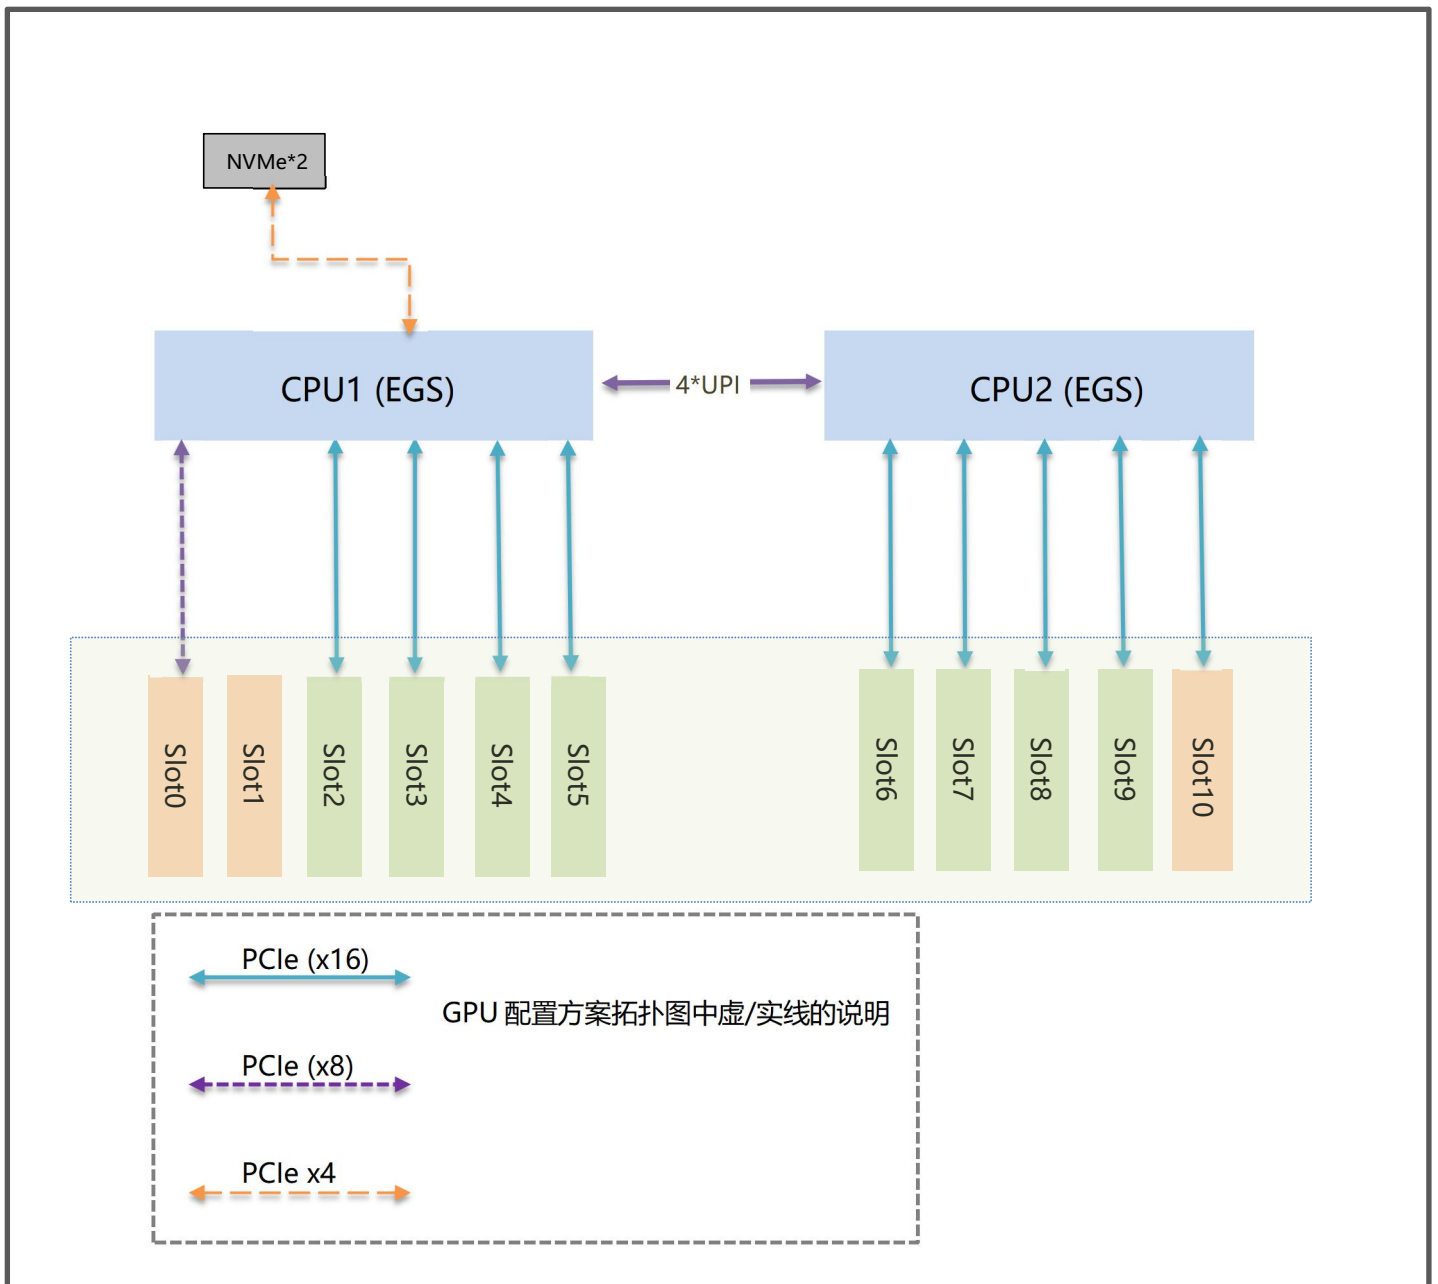 NVMe*2
CPU1 (EGS)
4*UPI
CPU2 (EGS)
Slot0
Slot1
Slot2
Slot3
Slot4
Slot5
Slot6
Slot7
Slot8
Slot9
Slot10
PCIe (x16)
GPU 配置方案拓扑图中虚/实线的说明
PCIe (x8)
PCIe x4